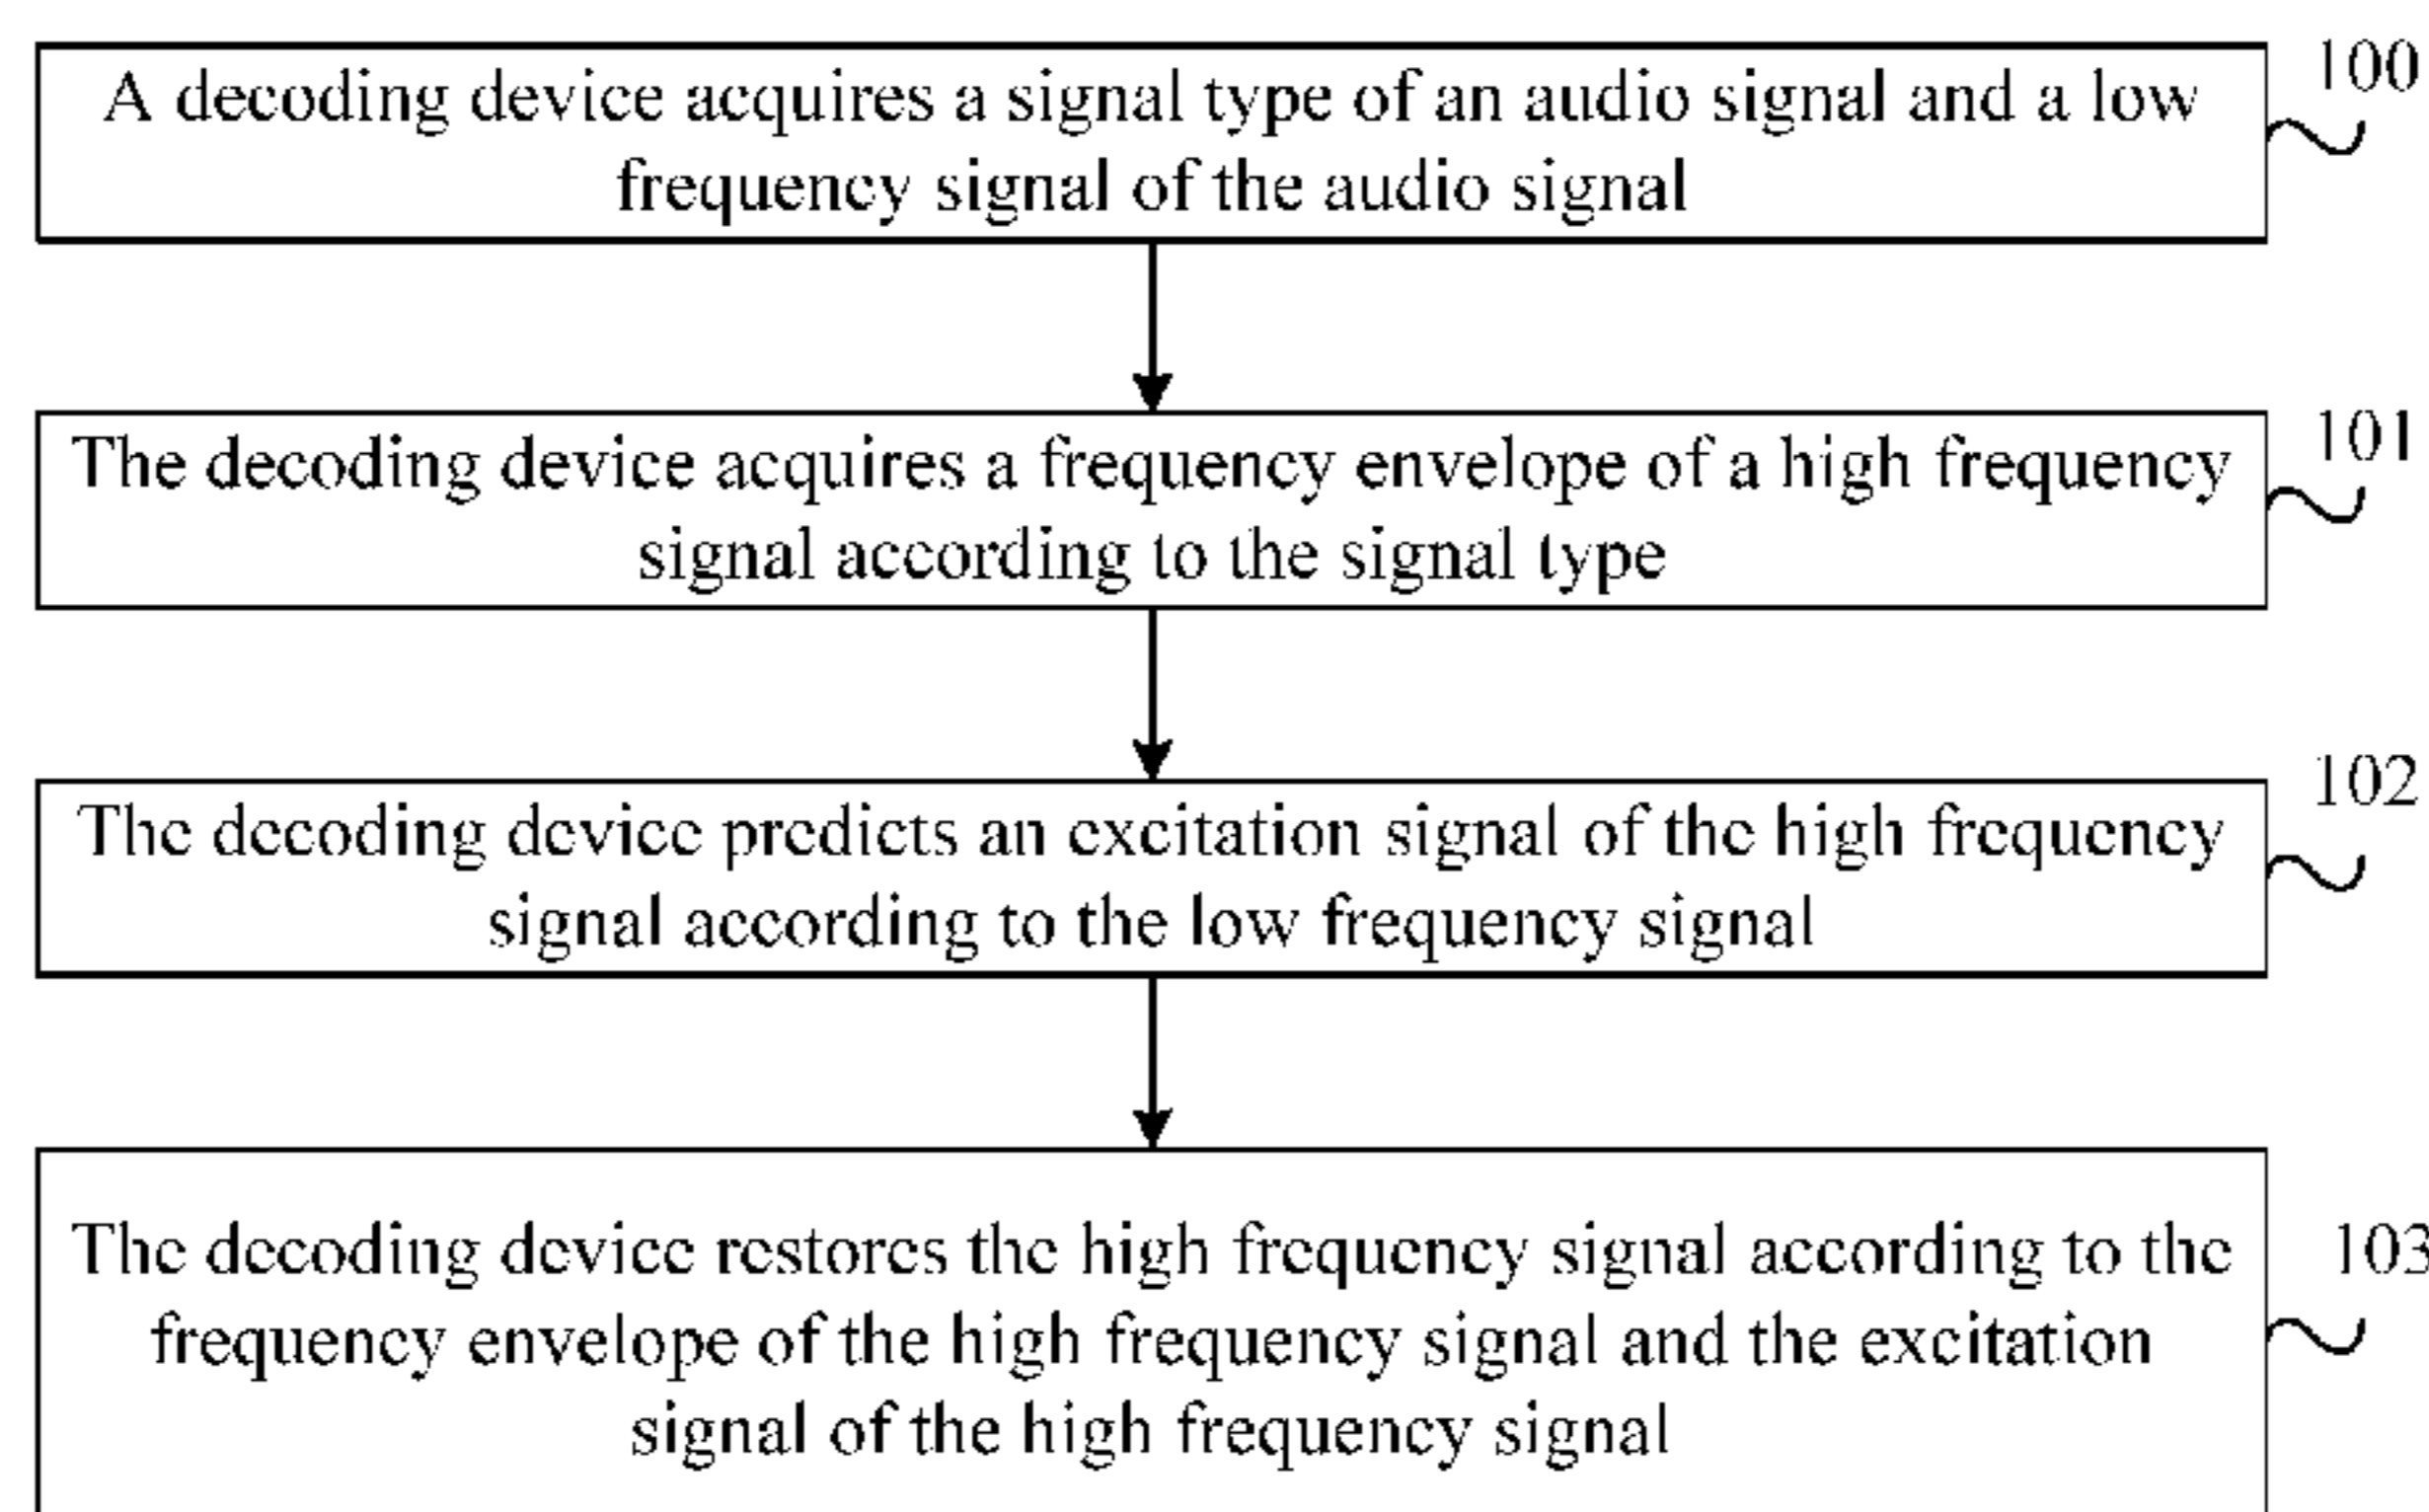 A decoding device acquires a signal type of an audio signal and a low
frequency signal of the audio signal
100
The decoding device acquires a frequency envelope of a high frequency
signal according to the signal type
101
The decoding device predicts an excitation signal of the high frequency
signal according to the low frequency signal
102
The decoding device restores the high frequency signal according to the
frequency envelope of the high frequency signal and the excitation
signal of the high frequency signal
103